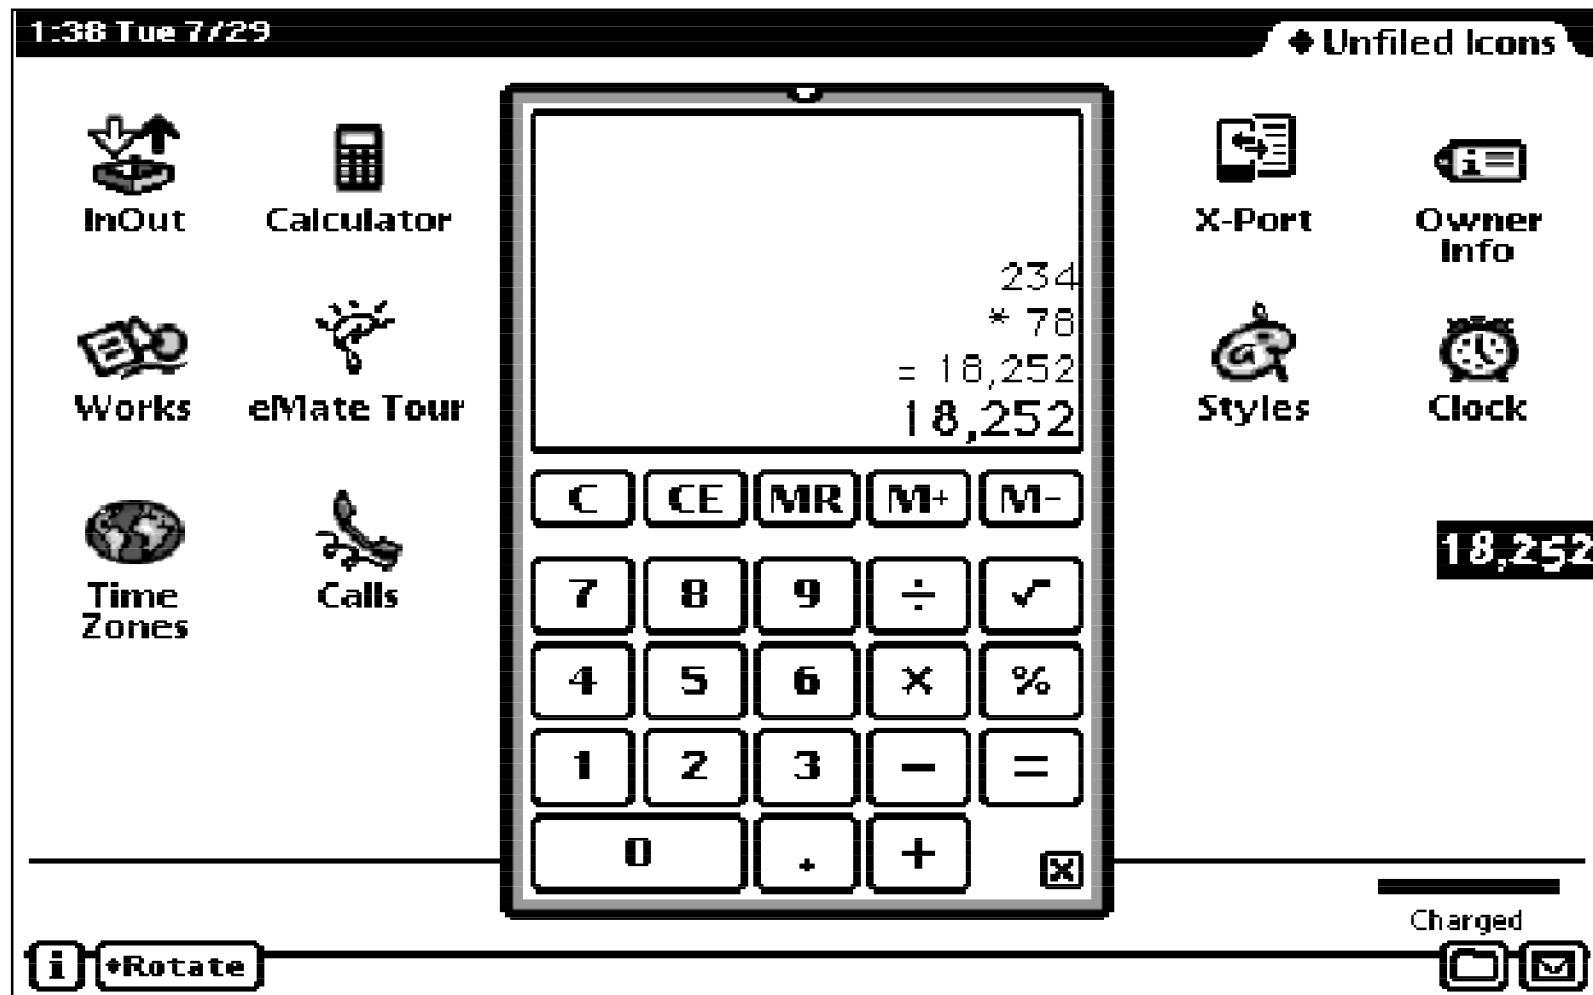 1:38 Tue 7/29
Unfiled Icons
InOut
Calculator
X-Port
Owner
Info
234
* 78
= 18,252
18,252
Works
eMate Tour
Styles
Clock
C CE MR M+ M-
18,252
7 8 9 ÷ √
Time
Zones
Calls
4 5 6 × %
1 2 3 − =
0 . +
Charged
i Rotate